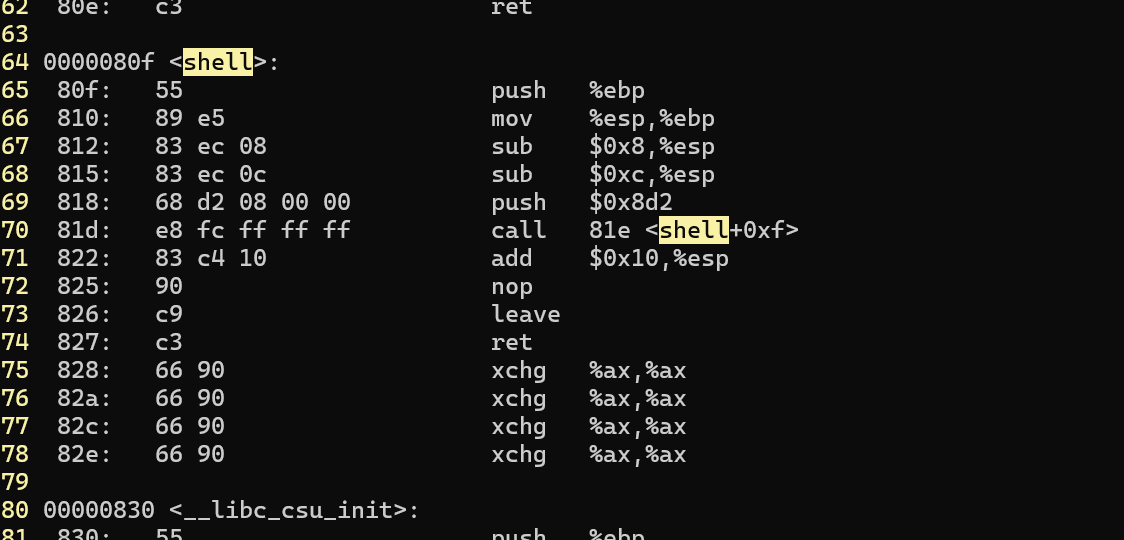 62  80e:   c3                      ret
63
64 0000080f <shell>:
65  80f:   55                      push   %ebp
66  810:   89 e5                   mov    %esp,%ebp
67  812:   83 ec 08                sub    $0x8,%esp
68  815:   83 ec 0c                sub    $0xc,%esp
69  818:   68 d2 08 00 00          push   $0x8d2
70  81d:   e8 fc ff ff ff          call   81e <shell+0xf>
71  822:   83 c4 10                add    $0x10,%esp
72  825:   90                      nop
73  826:   c9                      leave
74  827:   c3                      ret
75  828:   66 90                   xchg   %ax,%ax
76  82a:   66 90                   xchg   %ax,%ax
77  82c:   66 90                   xchg   %ax,%ax
78  82e:   66 90                   xchg   %ax,%ax
79
80 00000830 <__libc_csu_init>:
81  830:   55                      push   %ebp